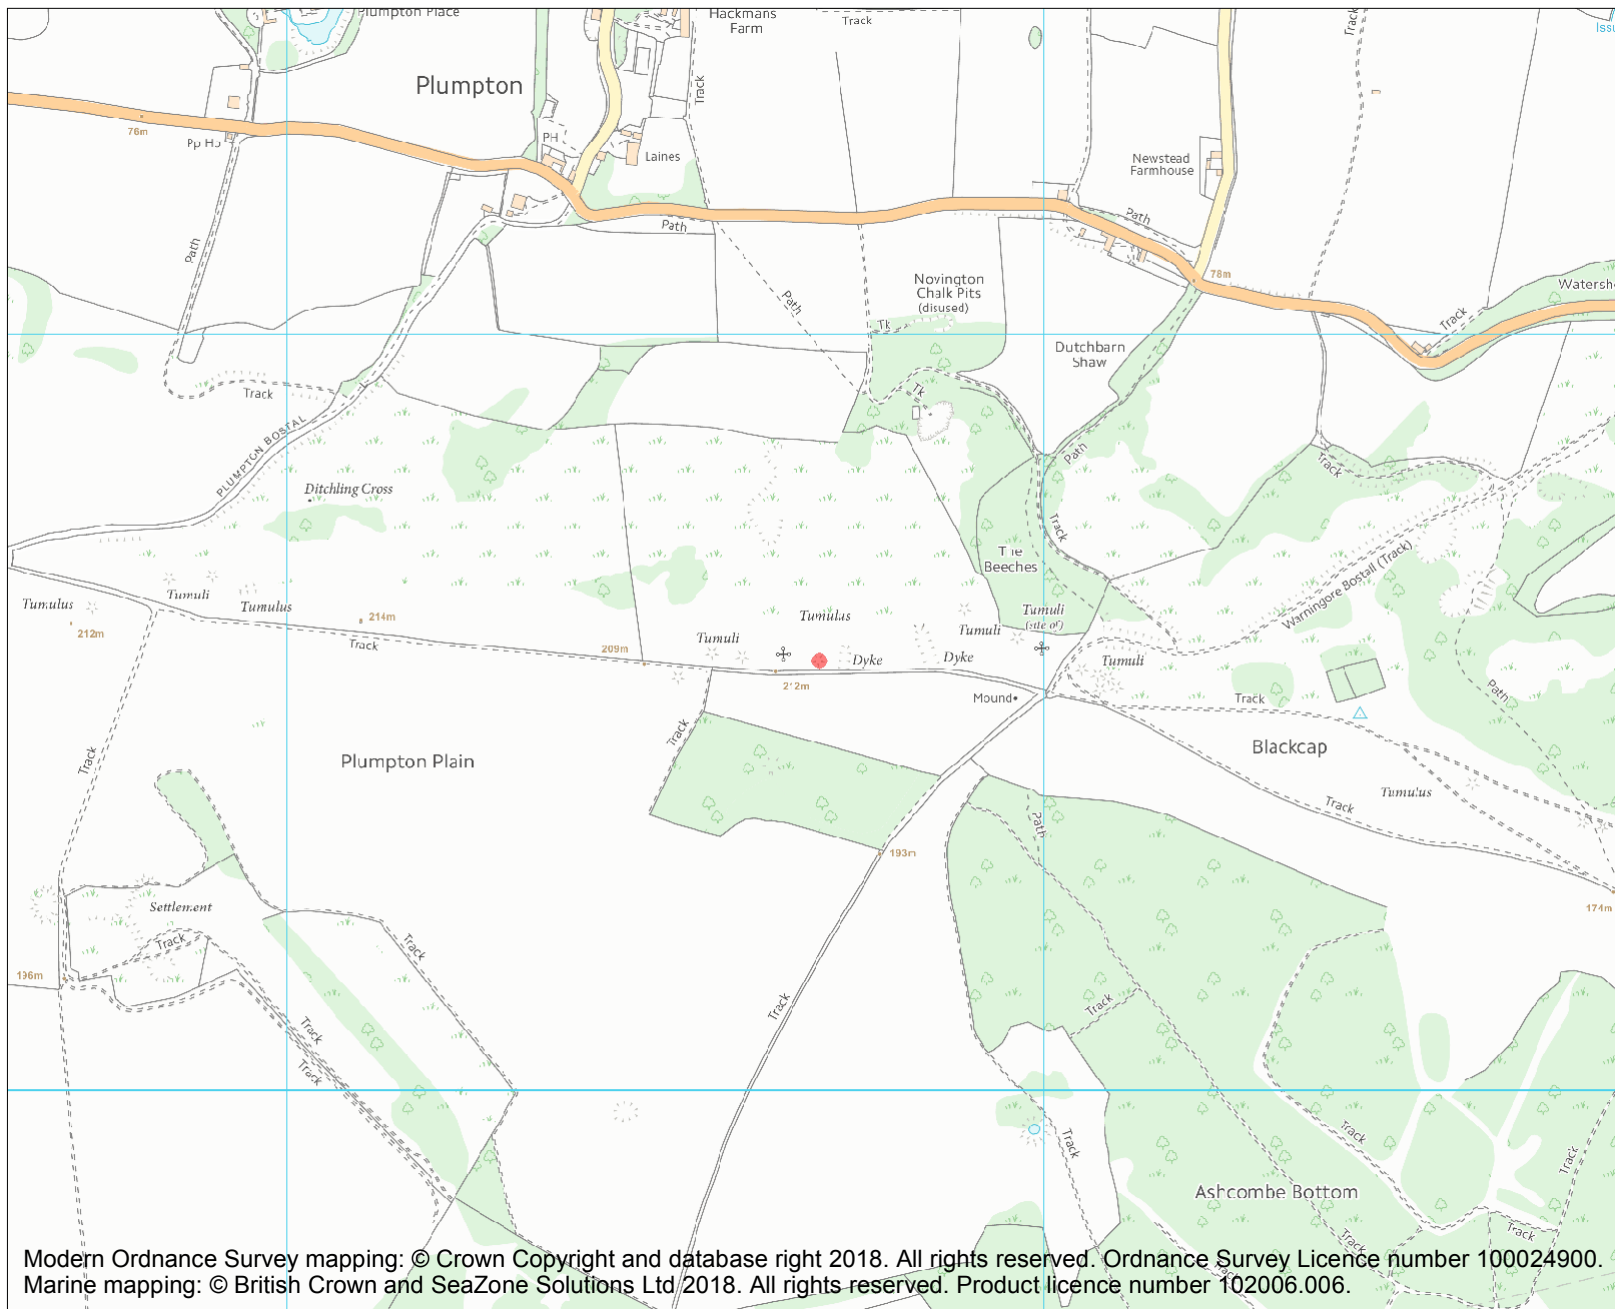 Plumpton Place
Hackmans
Farm
Track
Track
Issu
Plumpton
Track
76m
PH
Laines
Newstead
Farmhouse
Path
Path
Path
78m
Path
Novington
Chalk Pits
(disused)
Watersh
Tk
Track
Dutchbarn
Shaw
Track
Tk
PLUMPTON BOSTAL
Path
Track
Ditchling Cross
Track
The
Beeches
Warningore Bostall (Track)
Tumulus
Tumuli
Tumulus
214m
212m
Track
209m
Tumuli
Tumulus
Tumuli
Tumuli
(site of)
Dyke
Dyke
Tumuli
212m
Mound
Track
Path
Track
Track
Plumpton Plain
Blackcap
Tumulus
Track
Path
193m
Settlement
Track
Track
174m
196m
Track
Track
Track
Track
Track
Track
Track
Ashcombe Bottom
Track
Track
Track
Modern Ordnance Survey mapping: © Crown Copyright and database right 2018. All rights reserved. Ordnance Survey Licence number 100024900.
Marine mapping: © British Crown and SeaZone Solutions Ltd 2018. All rights reserved. Product licence number 102006.006.